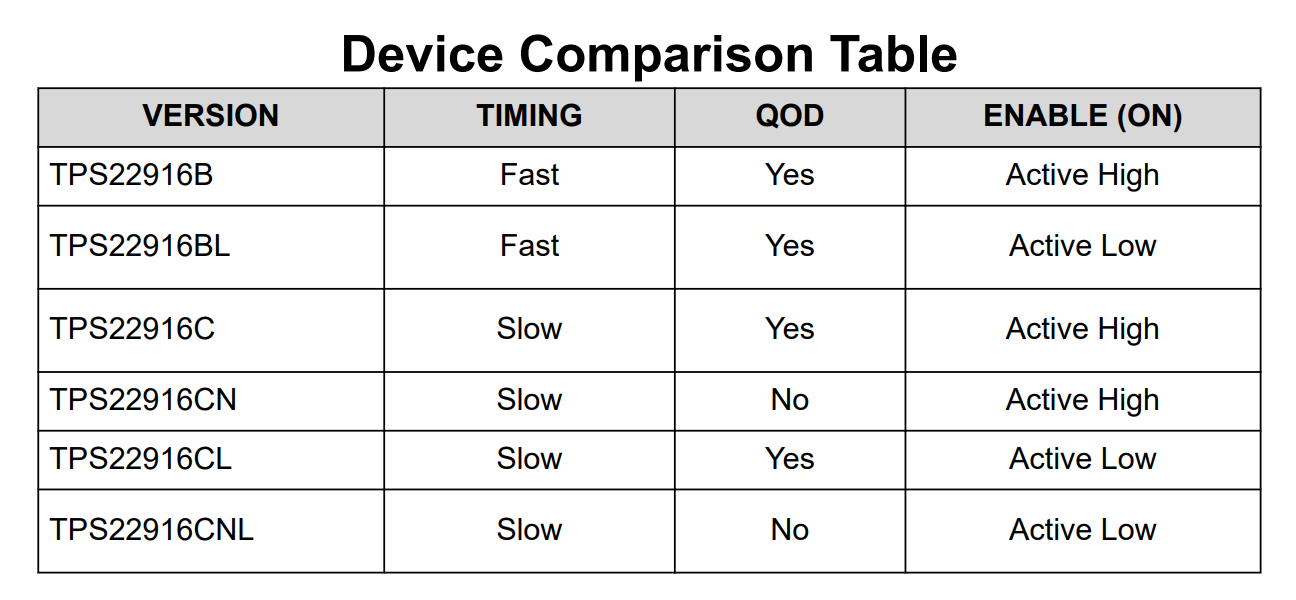 Device Comparison Table
VERSION TIMING QOD ENABLE (ON)
TPS22916B Fast Yes Active High
TPS22916BL Fast Yes Active Low
TPS22916C Slow Yes Active High
TPS22916CN Slow No Active High
TPS22916CL Slow Yes Active Low
TPS22916CNL Slow No Active Low